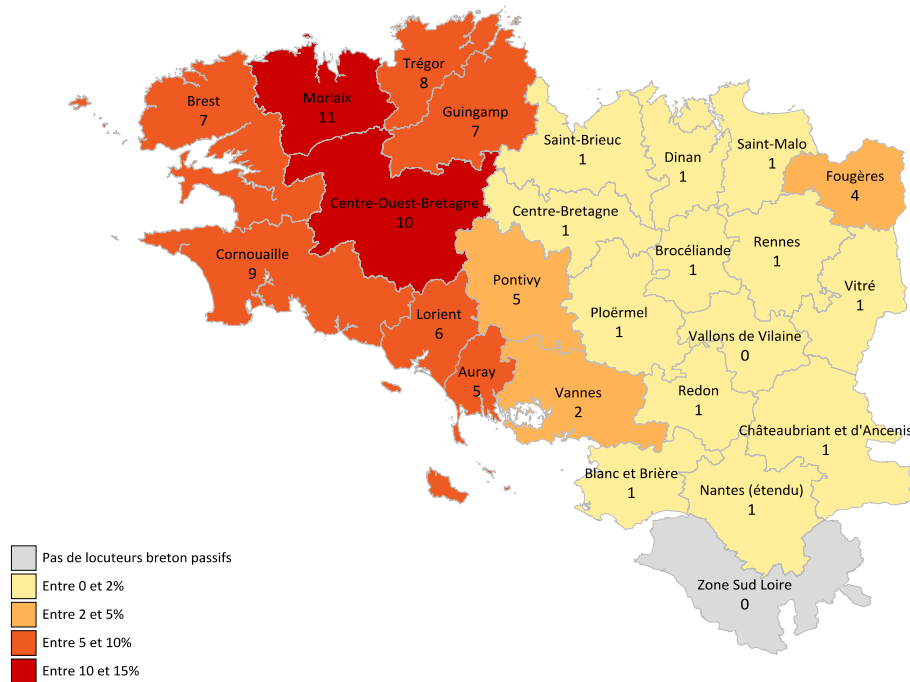 Trégor
8
Brest
7
Morlaix
11
Guingamp
7
Saint-Brieuc
1
Dinan
1
Saint-Malo
1
Fougères
4
Centre-Ouest-Bretagne
10
Centre-Bretagne
1
Cornouaille
9
Pontivy
5
Brocéliande
1
Rennes
1
Vitré
1
Lorient
6
Ploërmel
1
Vallons de Vilaine
0
Auray
5
Vannes
2
Redon
1
Châteaubriant et d'Ancenis
1
Blanc et Brière
1
Nantes (étendu)
1
Zone Sud Loire
0
Pas de locuteurs breton passifs
Entre 0 et 2%
Entre 2 et 5%
Entre 5 et 10%
Entre 10 et 15%